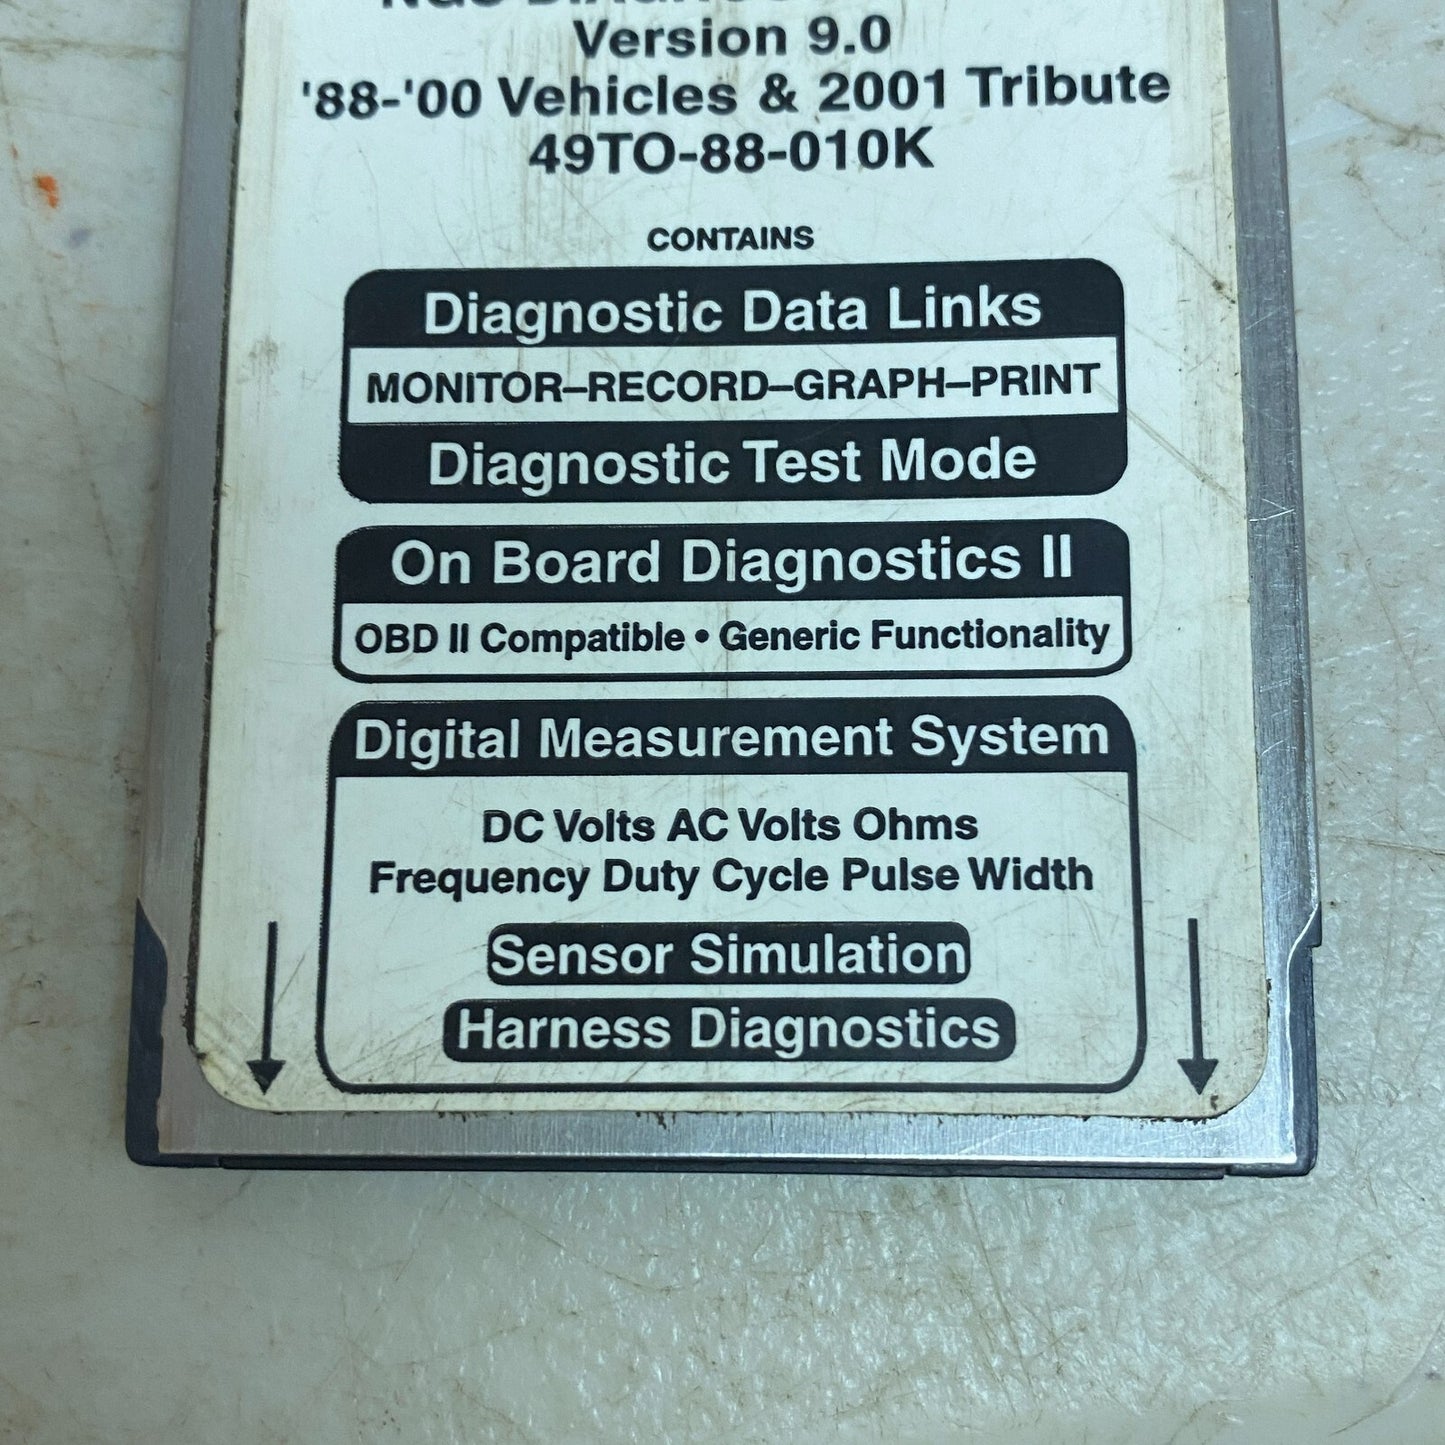 Version 9.0
'88-'00 Vehicles & 2001 Tribute
49TO-88-010K
CONTAINS
Diagnostic Data Links
MONITOR–RECORD–GRAPH–PRINT
Diagnostic Test Mode
On Board Diagnostics II
OBD II Compatible • Generic Functionality
Digital Measurement System
DC Volts AC Volts Ohms
Frequency Duty Cycle Pulse Width
Sensor Simulation
Harness Diagnostics